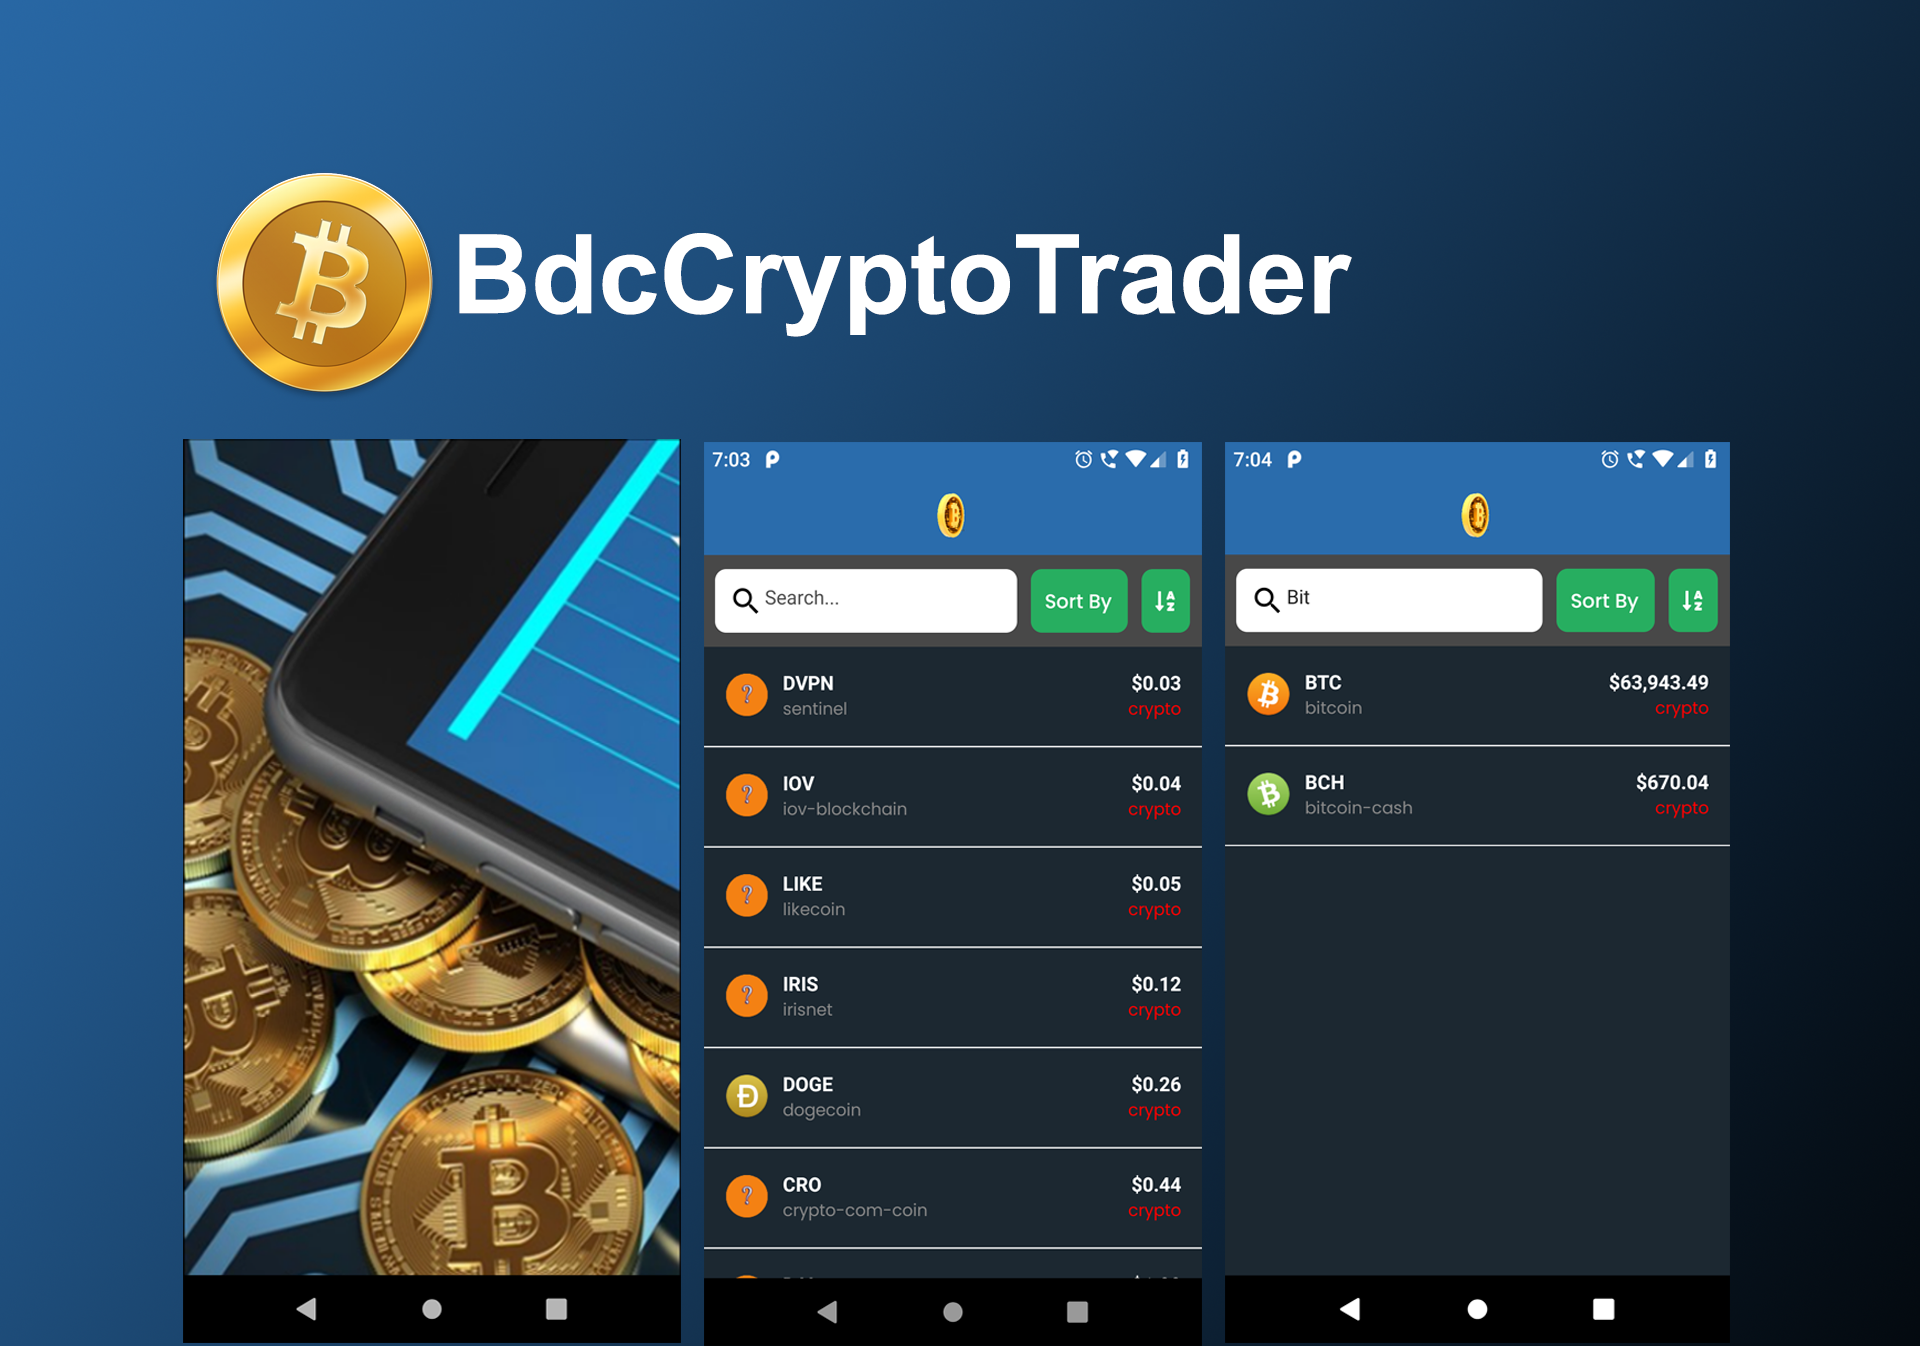 BdcCryptoTrader
7:03
Search...
Sort By
DVPN
$0.03
sentinel
crypto
IOV
$0.04
iov-blockchain
crypto
LIKE
$0.05
likecoin
crypto
IRIS
$0.12
irisnet
crypto
DOGE
$0.26
dogecoin
crypto
CRO
$0.44
crypto-com-coin
crypto
7:04
Bit
Sort By
BTC
$63,943.49
bitcoin
crypto
BCH
$670.04
bitcoin-cash
crypto